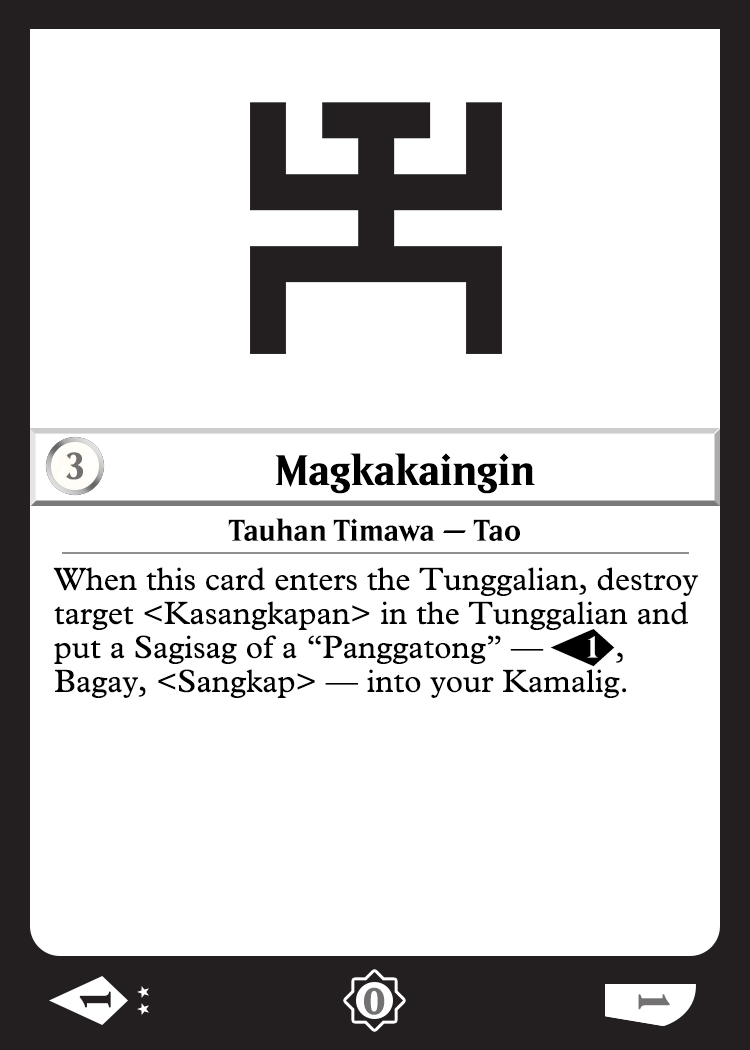 3
Magkakaingin
Tauhan Timawa — Tao
When this card enters the Tunggalian, destroy
target <Kasangkapan> in the Tunggalian and
put a Sagisag of a “Panggatong” — 1,
Bagay, <Sangkap> — into your Kamalig.
1 0 1